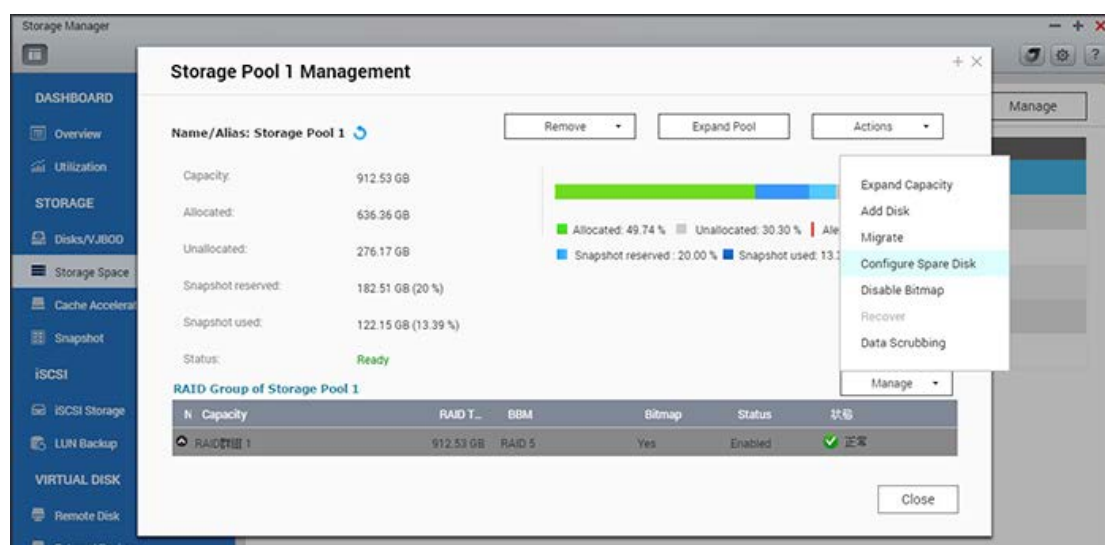 Storage Manager
DASHBOARD
Overview
Utilization
STORAGE
Disks/VJBOD
Storage Space
Cache Accelerat
Snapshot
iSCSI
iSCSI Storage
LUN Backup
VIRTUAL DISK
Remote Disk
Manage
Storage Pool 1 Management
Name/Alias: Storage Pool 1
Remove
Expand Pool
Actions
Capacity: 912.53 GB
Allocated: 636.36 GB
Unallocated: 276.17 GB
Snapshot reserved: 182.51 GB (20 %)
Snapshot used: 122.15 GB (13.39 %)
Status: Ready
Allocated: 49.74 % Unallocated: 30.30 % Ale
Snapshot reserved : 20.00 % Snapshot used: 13.
Expand Capacity
Add Disk
Migrate
Configure Spare Disk
Disable Bitmap
Recover
Data Scrubbing
RAID Group of Storage Pool 1
Manage
N Capacity RAID T... BBM Bitmap Status 狀態
RAID群組 1 912.53 GB RAID 5 Yes Enabled 正常
Close